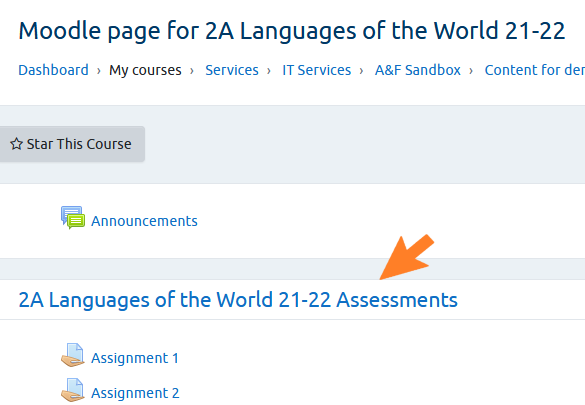 Moodle page for 2A Languages of the World 21-22
Dashboard › My courses › Services › IT Services › A&F Sandbox › Content for
Star This Course
Announcements
2A Languages of the World 21-22 Assessments
Assignment 1
Assignment 2